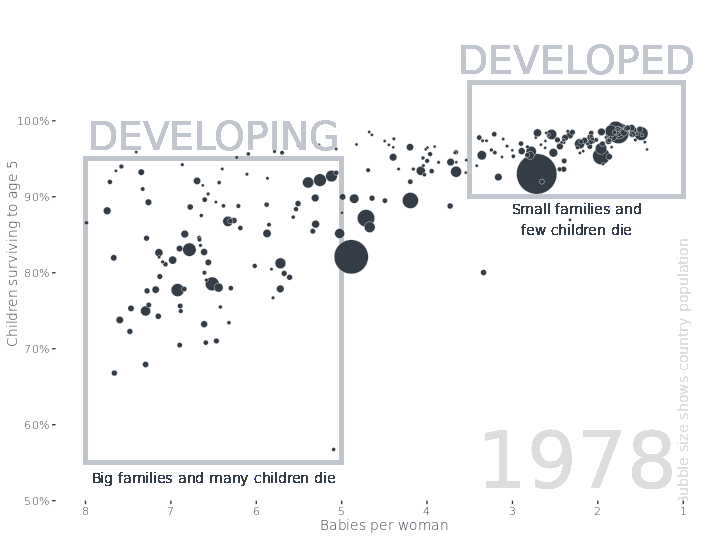 DEVELOPED
DEVELOPING
100%
90%
80%
70%
60%
50%
Children surviving to age 5
Small families and
few children die
Big families and many children die
1978
Bubble size shows country population
8 7 6 5 4 3 2 1
Babies per woman